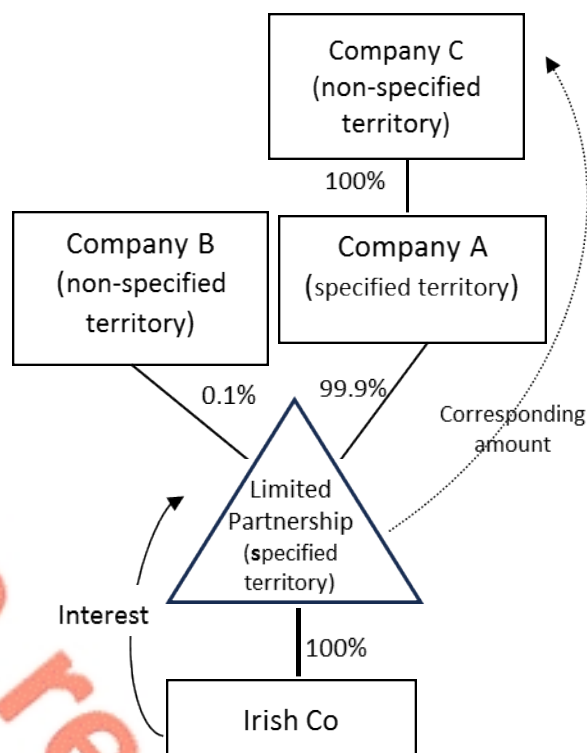 Company C
(non-specified
territory)
100%
Company B
(non-specified
territory)
Company A
(specified territory)
0.1%
99.9%
Corresponding
amount
Limited
Partnership
(specified
territory)
Interest
100%
Irish Co